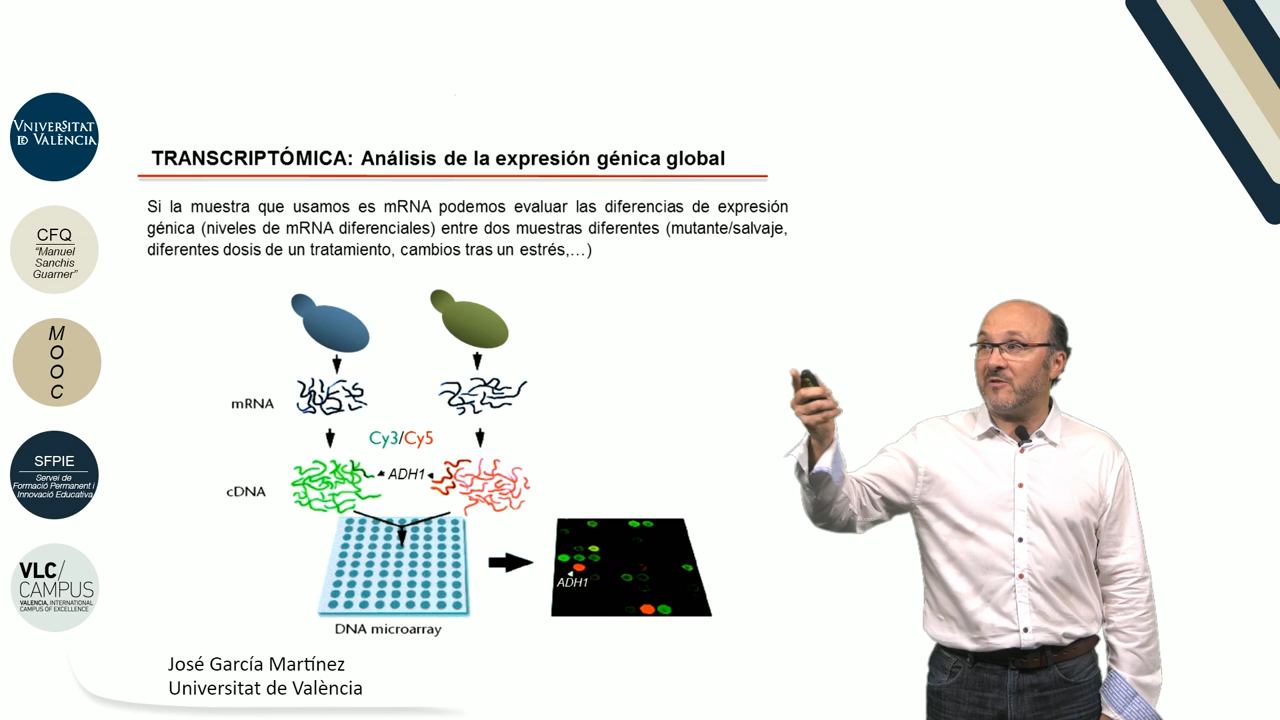 VNIVERSITAT
ID VALÈNCIA
CFQ
“Manuel
Sanchis
Guarner”
M
O
O
C
SFPIE
Servei de
Formació Permanent i
Innovació Educativa
VLC/
CAMPUS
VALENCIA, INTERNATIONAL
CAMPUS OF EXCELLENCE
TRANSCRIPTÓMICA: Análisis de la expresión génica global
Si la muestra que usamos es mRNA podemos evaluar las diferencias de expresión
génica (niveles de mRNA diferenciales) entre dos muestras diferentes (mutante/salvaje,
diferentes dosis de un tratamiento, cambios tras un estrés,…)
mRNA
Cy3/Cy5
ADH1
cDNA
ADH1
DNA microarray
José García Martínez
Universitat de València